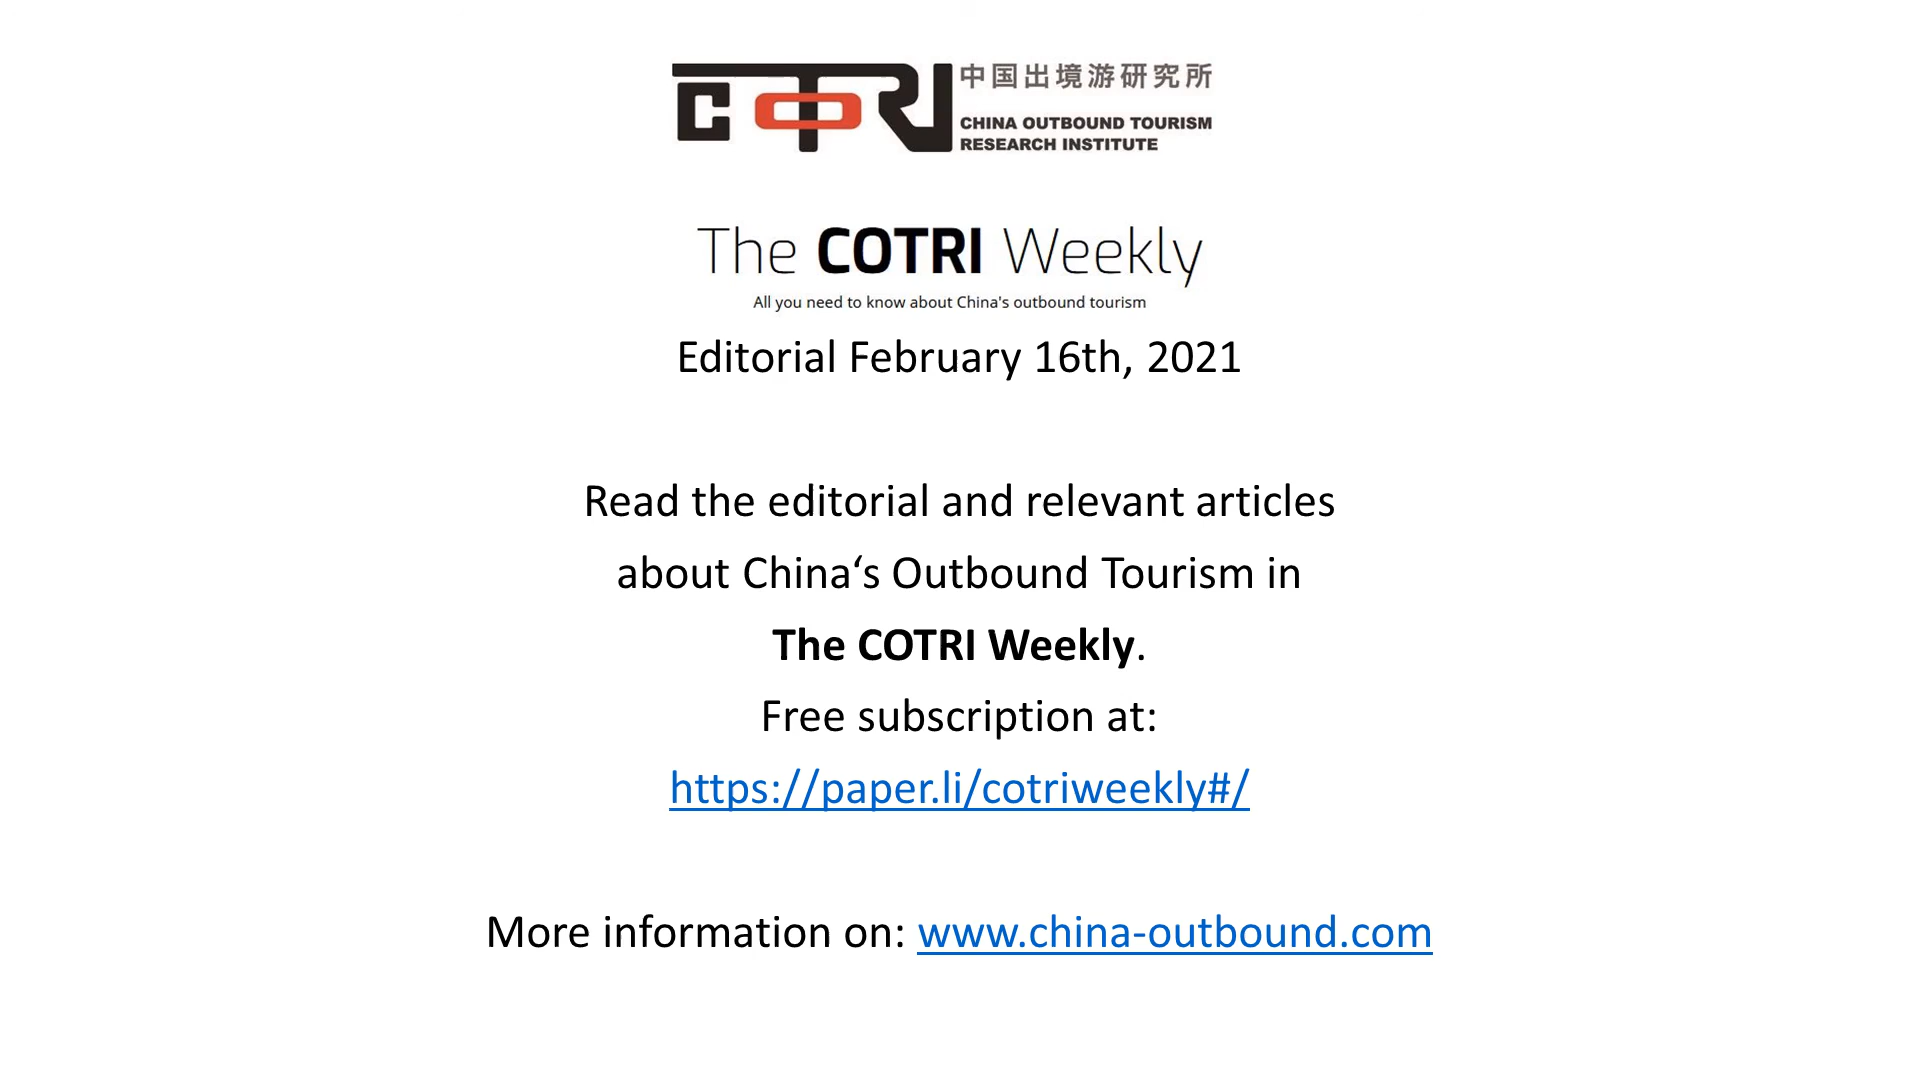 COTRI
中国出境游研究所
CHINA OUTBOUND TOURISM
RESEARCH INSTITUTE
The COTRI Weekly
All you need to know about China's outbound tourism
Editorial February 16th, 2021
Read the editorial and relevant articles
about China‘s Outbound Tourism in
The COTRI Weekly.
Free subscription at:
https://paper.li/cotriweekly#/
More information on: www.china-outbound.com